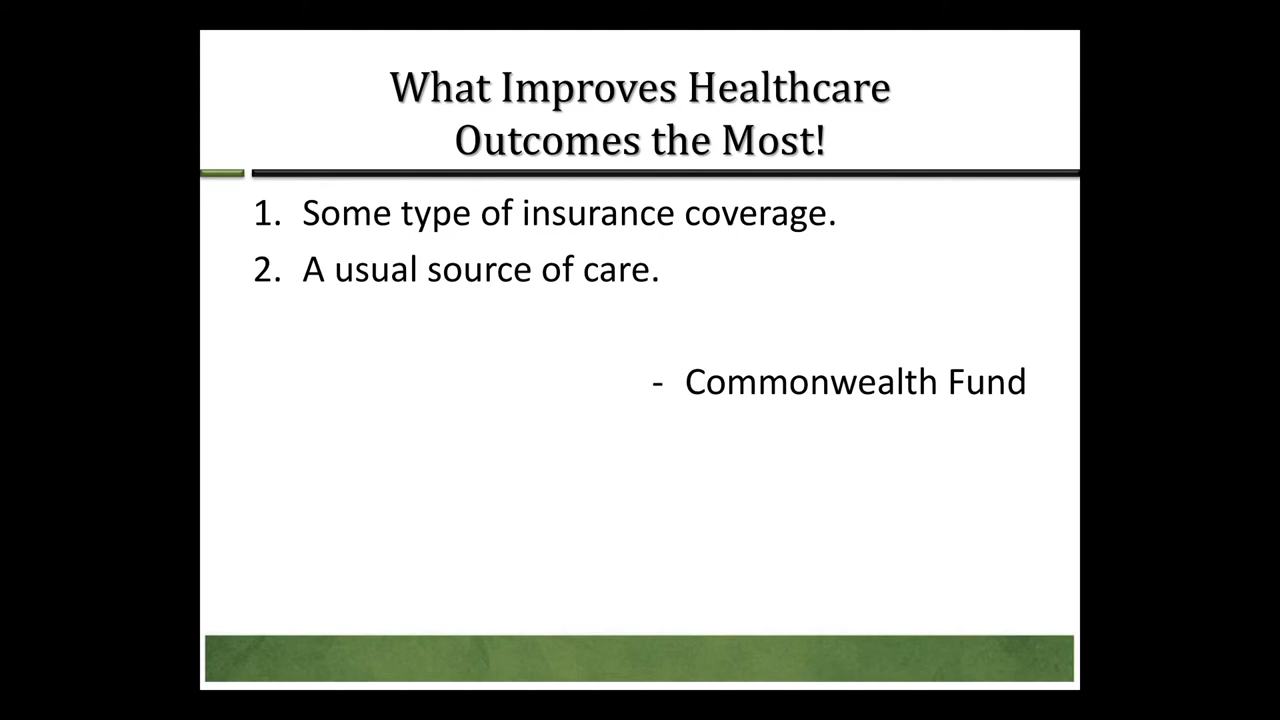 What Improves Healthcare
Outcomes the Most!
1. Some type of insurance coverage.
2. A usual source of care.
- Commonwealth Fund